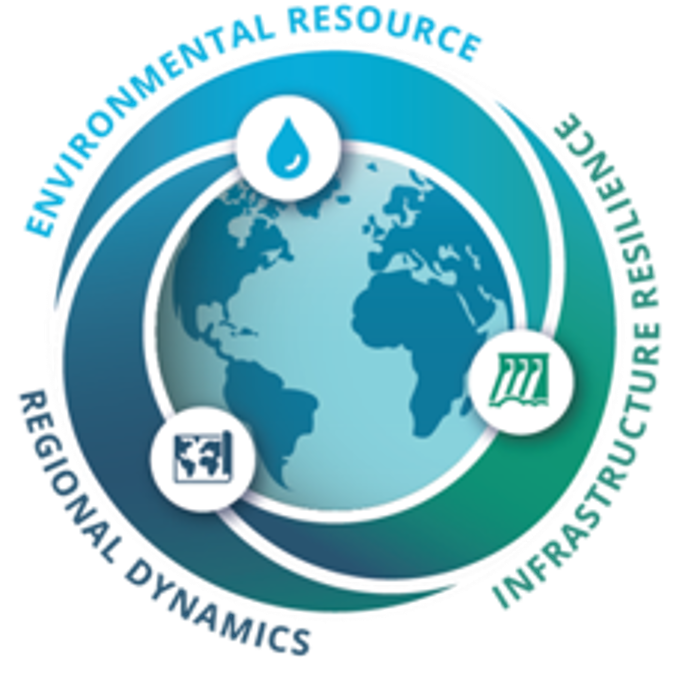 ENVIRONMENTAL RESOURCE
INFRASTRUCTURE RESILIENCE
REGIONAL DYNAMICS